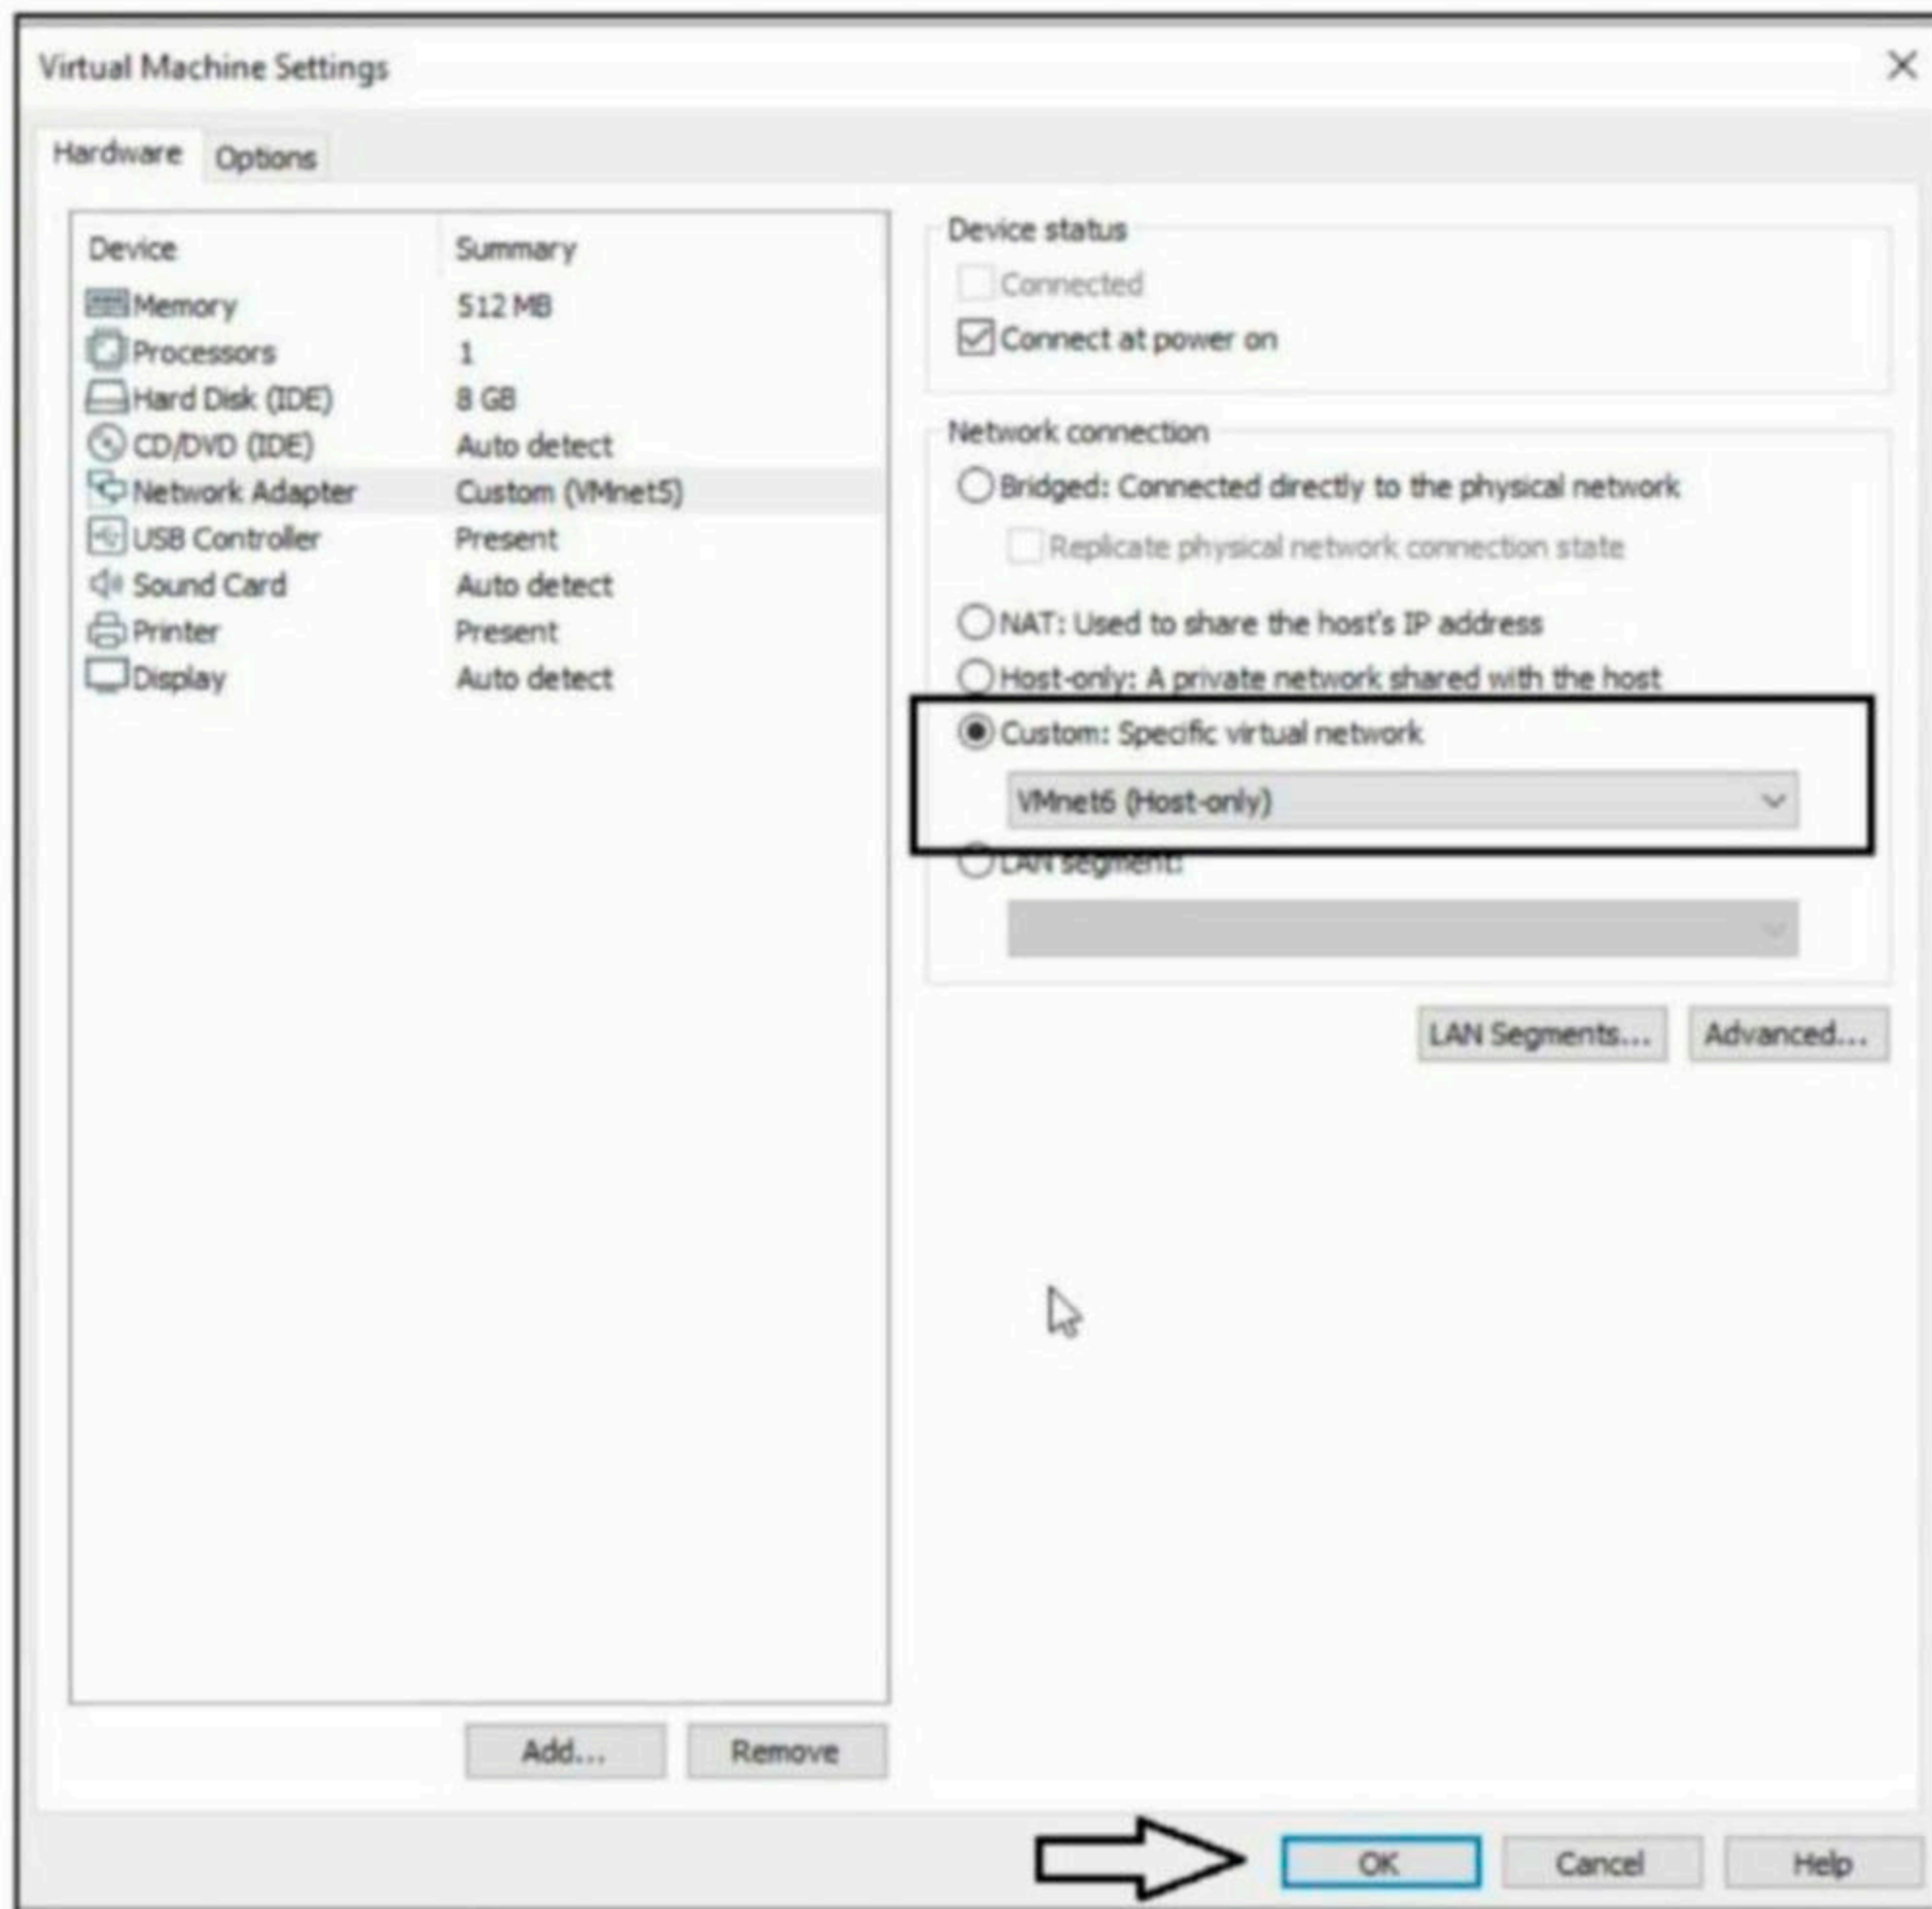 Virtual Machine Settings
Hardware Options
Device Summary
Memory 512 MB
Processors 1
Hard Disk (IDE) 8 GB
CD/DVD (IDE) Auto detect
Network Adapter Custom (VMnet5)
USB Controller Present
Sound Card Auto detect
Printer Present
Display Auto detect
Add... Remove
Device status
Connected
Connect at power on
Network connection
Bridged: Connected directly to the physical network
Replicate physical network connection state
NAT: Used to share the host's IP address
Host-only: A private network shared with the host
Custom: Specific virtual network
VMnet6 (Host-only)
LAN segment:
LAN Segments... Advanced...
OK Cancel Help